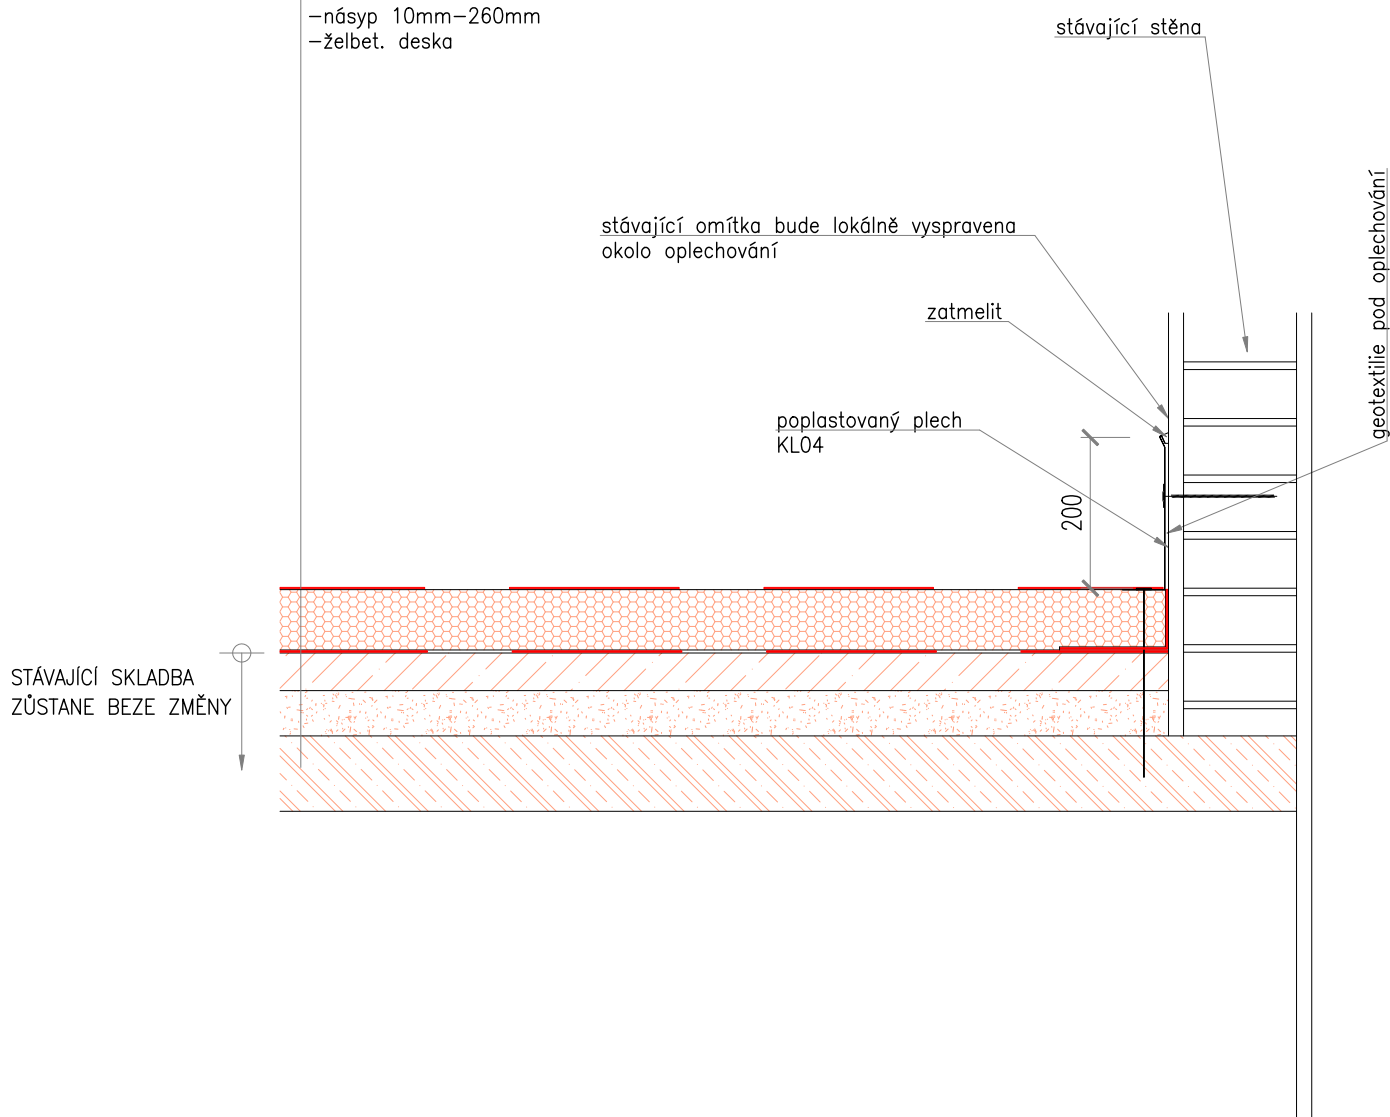 –násyp 10mm–260mm
–želbet. deska
stávající stěna
geotextilie pod oplechování
stávající omítka bude lokálně vyspravena
okolo oplechování
zatmelit
poplastovaný plech
KL04
200
STÁVAJÍCÍ SKLADBA
ZŮSTANE BEZE ZMĚNY